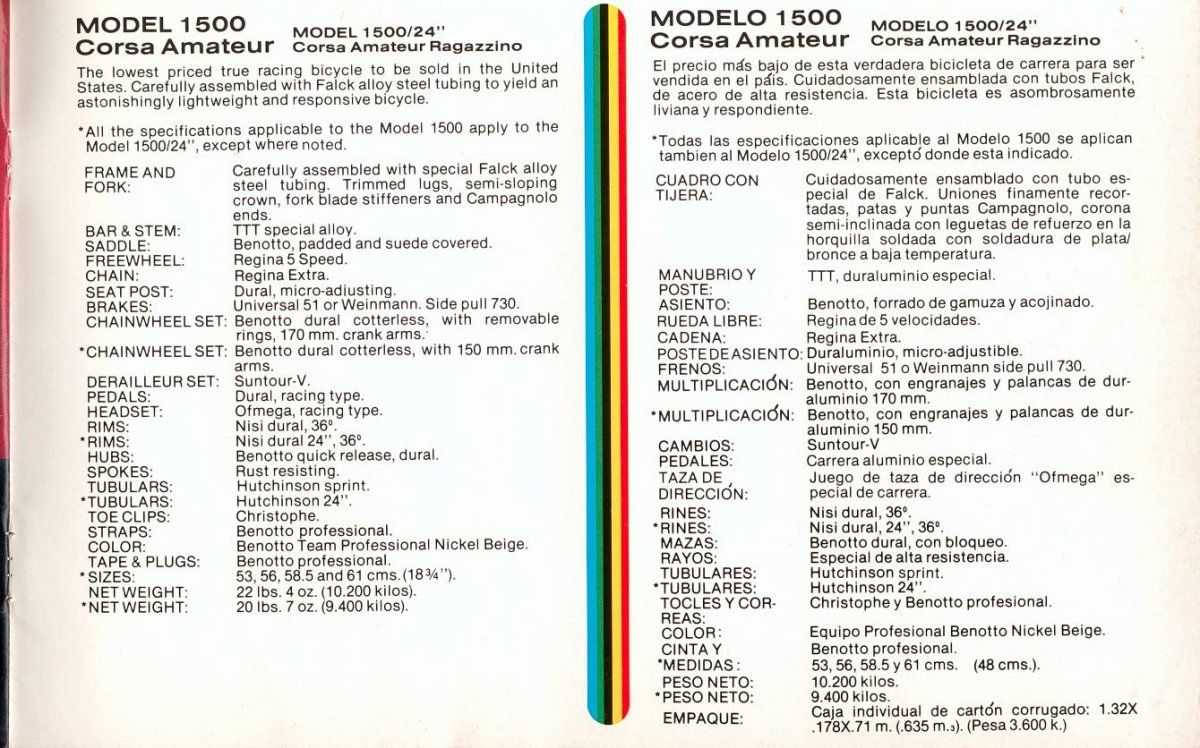 MODEL 1500
Corsa Amateur
MODEL 1500/24"
Corsa Amateur Ragazzino
The lowest priced true racing bicycle to be sold in the United
States. Carefully assembled with Falck alloy steel tubing to yield an
astonishingly lightweight and responsive bicycle.
*All the specifications applicable to the Model 1500 apply to the
Model 1500/24", except where noted.
FRAME AND FORK: Carefully assembled with special Falck alloy
steel tubing. Trimmed lugs, semi-sloping
crown, fork blade stiffeners and Campagnolo
ends.
BAR & STEM: TTT special alloy.
SADDLE: Benotto, padded and suede covered.
FREEWHEEL: Regina 5 Speed.
CHAIN: Regina Extra.
SEAT POST: Dural, micro-adjusting.
BRAKES: Universal 51 or Weinmann. Side pull 730.
CHAINWHEEL SET: Benotto dural cotterless, with removable
rings, 170 mm. crank arms.
*CHAINWHEEL SET: Benotto dural cotterless, with 150 mm. crank
arms.
DERAILLEUR SET: Suntour-V.
PEDALS: Dural, racing type.
HEADSET: Ofmega, racing type.
RIMS: Nisi dural, 36º.
*RIMS: Nisi dural 24", 36º.
HUBS: Benotto quick release, dural.
SPOKES: Rust resisting.
TUBULARS: Hutchinson sprint.
*TUBULARS: Hutchinson 24".
TOE CLIPS: Christophe.
STRAPS: Benotto professional.
COLOR: Benotto Team Professional Nickel Beige.
TAPE & PLUGS: Benotto professional.
*SIZES: 53, 56, 58.5 and 61 cms. (18¾").
NET WEIGHT: 22 lbs. 4 oz. (10.200 kilos).
*NET WEIGHT: 20 lbs. 7 oz. (9.400 kilos).
MODELO 1500
Corsa Amateur
MODELO 1500/24"
Corsa Amateur Ragazzino
El precio más bajo de esta verdadera bicicleta de carrera para ser
vendida en el país. Cuidadosamente ensamblada con tubos Falck,
de acero de alta resistencia. Esta bicicleta es asombrosamente
liviana y respondiente.
*Todas las especificaciones aplicable al Modelo 1500 se aplican
tambien al Modelo 1500/24", exceptó donde esta indicado.
CUADRO CON TIJERA: Cuidadosamente ensamblado con tubo es-
pecial de Falck. Uniones finamente recor-
tadas, patas y puntas Campagnolo, corona
semi-inclinada con leguetas de refuerzo en la
horquilla soldada con soldadura de plata/
bronce a baja temperatura.
MANUBRIO Y POSTE: TTT, duraluminio especial.
ASIENTO: Benotto, forrado de gamuza y acojinado.
RUEDA LIBRE: Regina de 5 velocidades.
CADENA: Regina Extra.
POSTE DE ASIENTO: Duraluminio, micro-adjustible.
FRENOS: Universal 51 o Weinmann side pull 730.
MULTIPLICACIÓN: Benotto, con engranajes y palancas de dur-
aluminio 170 mm.
*MULTIPLICACIÓN: Benotto, con engranajes y palancas de dur-
aluminio 150 mm.
CAMBIOS: Suntour-V
PEDALES: Carrera aluminio especial.
TAZA DE DIRECCIÓN: Juego de taza de dirección "Ofmega" es-
pecial de carrera.
RINES: Nisi dural, 36º.
*RINES: Nisi dural, 24", 36º.
MAZAS: Benotto dural, con bloqueo.
RAYOS: Especial de alta resistencia.
TUBULARES: Hutchinson sprint.
*TUBULARES: Hutchinson 24".
TOCLES Y COR-
REAS: Christophe y Benotto profesional.
COLOR: Equipo Profesional Benotto Nickel Beige.
CINTA Y Benotto profesional.
*MEDIDAS: 53, 56, 58.5 y 61 cms. (48 cms.).
PESO NETO: 10.200 kilos.
*PESO NETO: 9.400 kilos.
EMPAQUE: Caja individual de cartón corrugado: 1.32X
.178X.71 m. (.635 m.₃). (Pesa 3.600 k.)